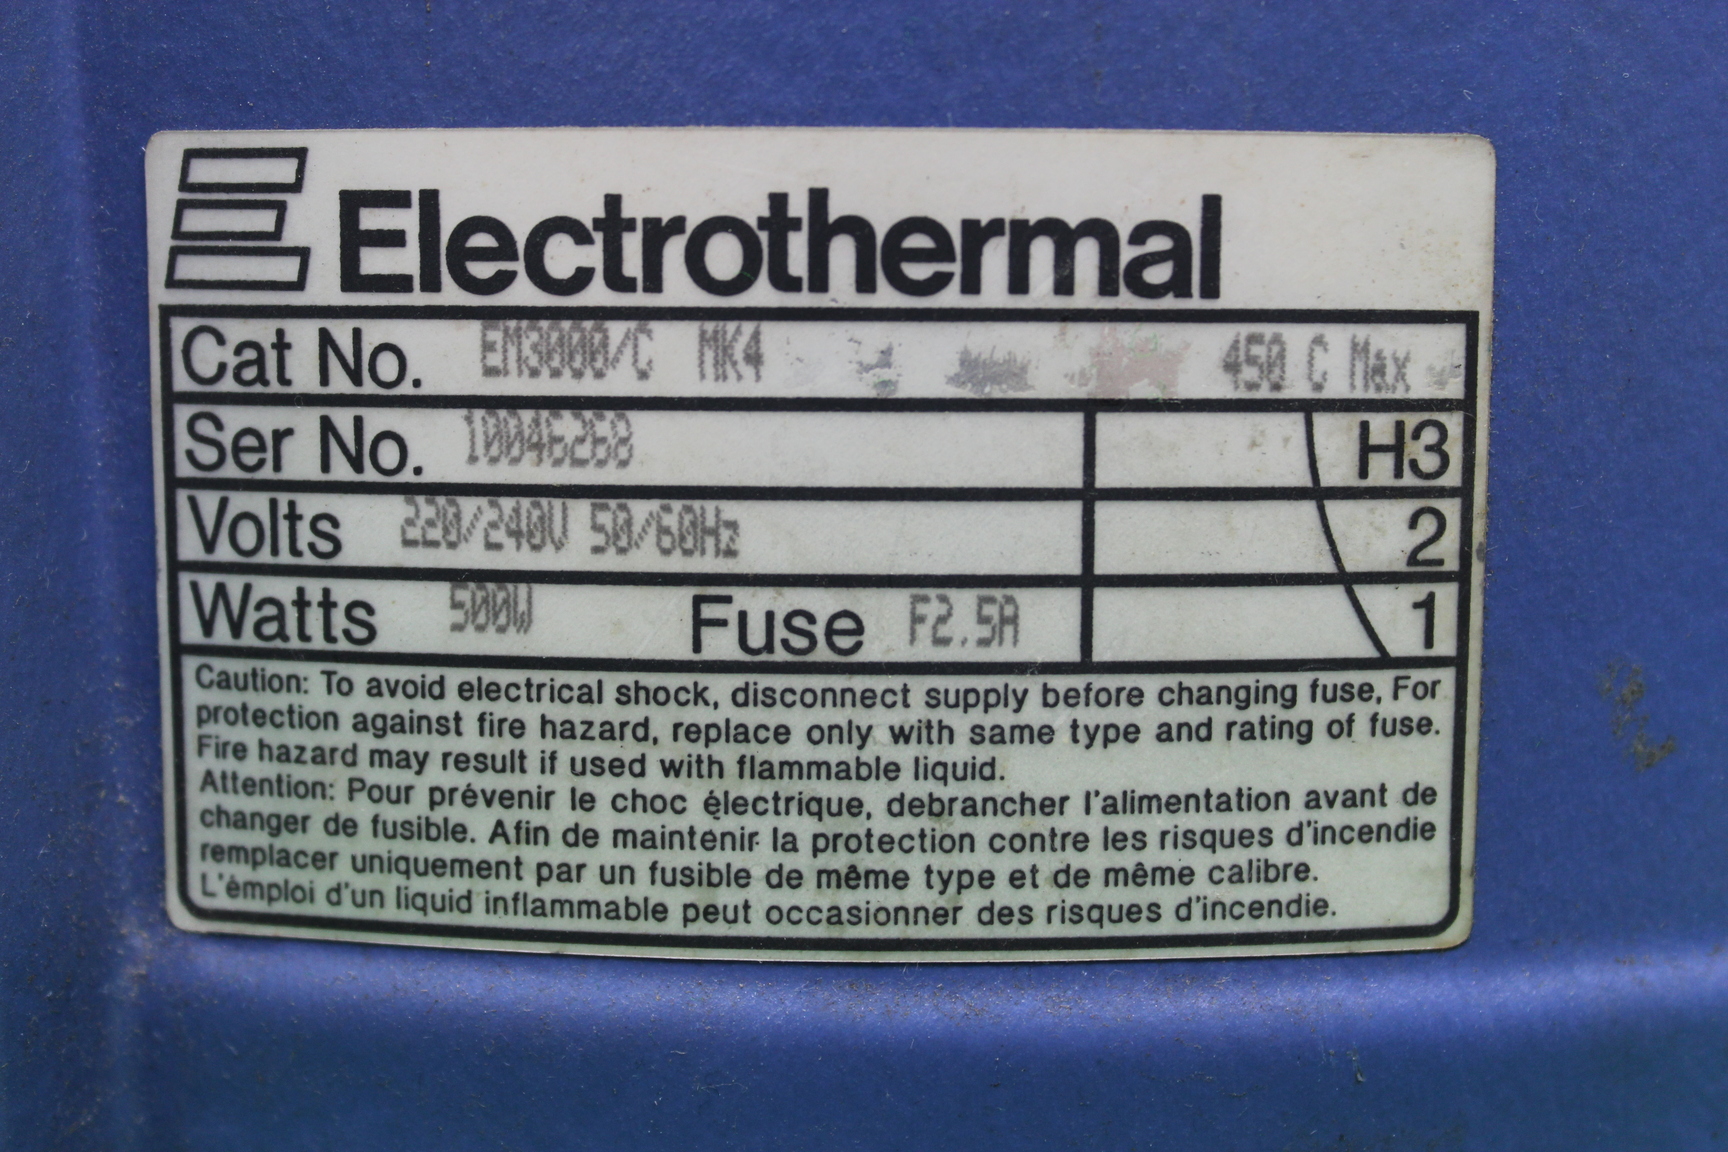 Electrothermal
Cat No. EM3000/C MK4 450 C Max
Ser No. 10046268 H3
Volts 220/240V 50/60Hz 2
Watts 500W Fuse F2.5A 1
Caution: To avoid electrical shock, disconnect supply before changing fuse, For
protection against fire hazard, replace only with same type and rating of fuse.
Fire hazard may result if used with flammable liquid.
Attention: Pour prévenir le choc électrique, debrancher l'alimentation avant de
changer de fusible. Afin de maintenir la protection contre les risques d'incendie
remplacer uniquement par un fusible de même type et de même calibre.
L'èmploi d'un liquid inflammable peut occasionner des risques d'incendie.